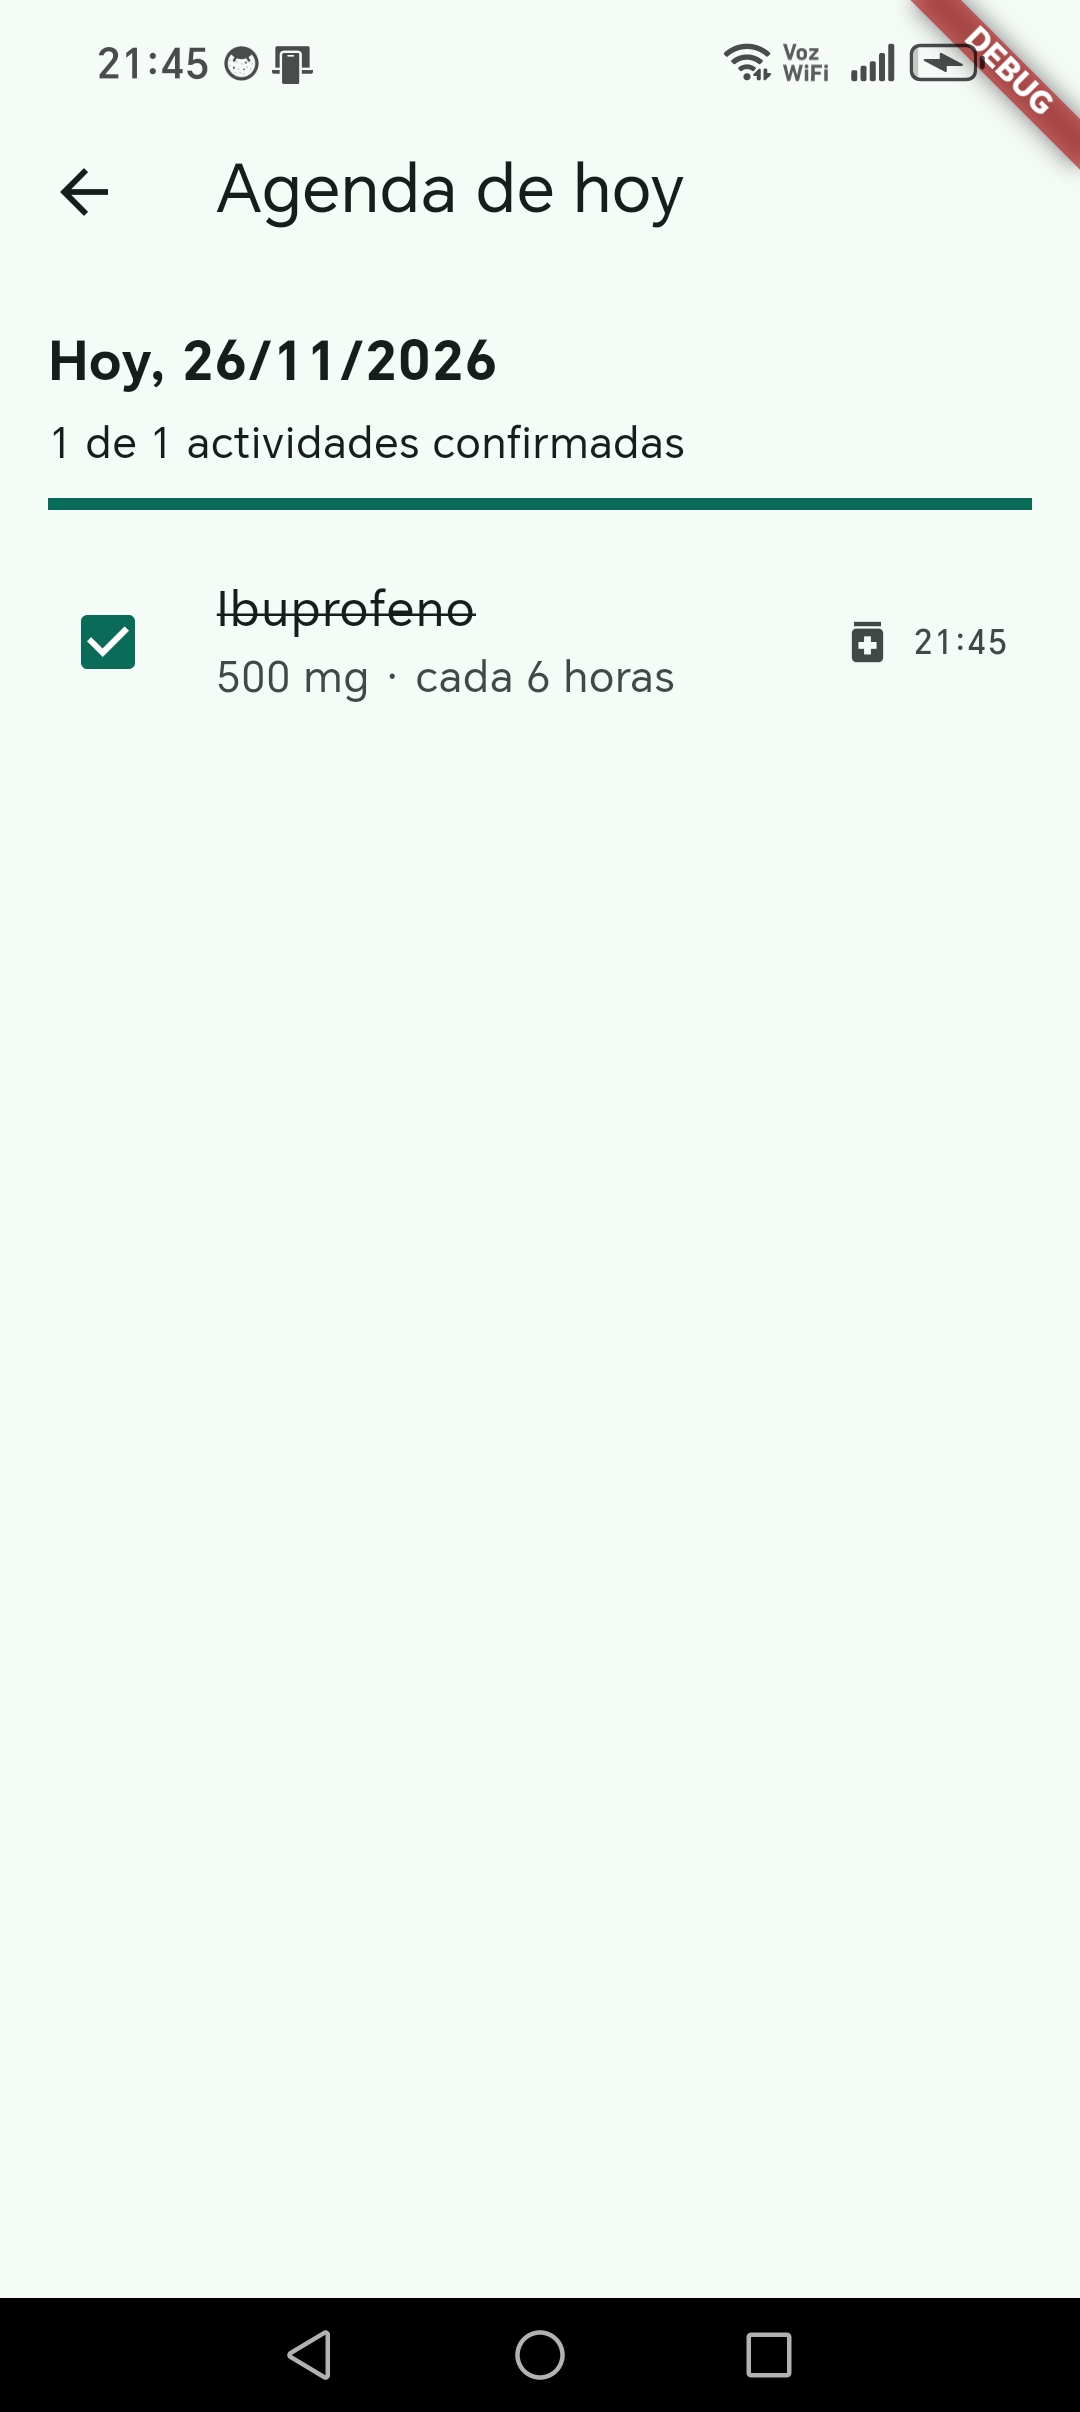 21:45
Voz
WiFi
DEBUG
Agenda de hoy
Hoy, 26/11/2026
1 de 1 actividades confirmadas
Ibuprofeno
500 mg · cada 6 horas
21:45